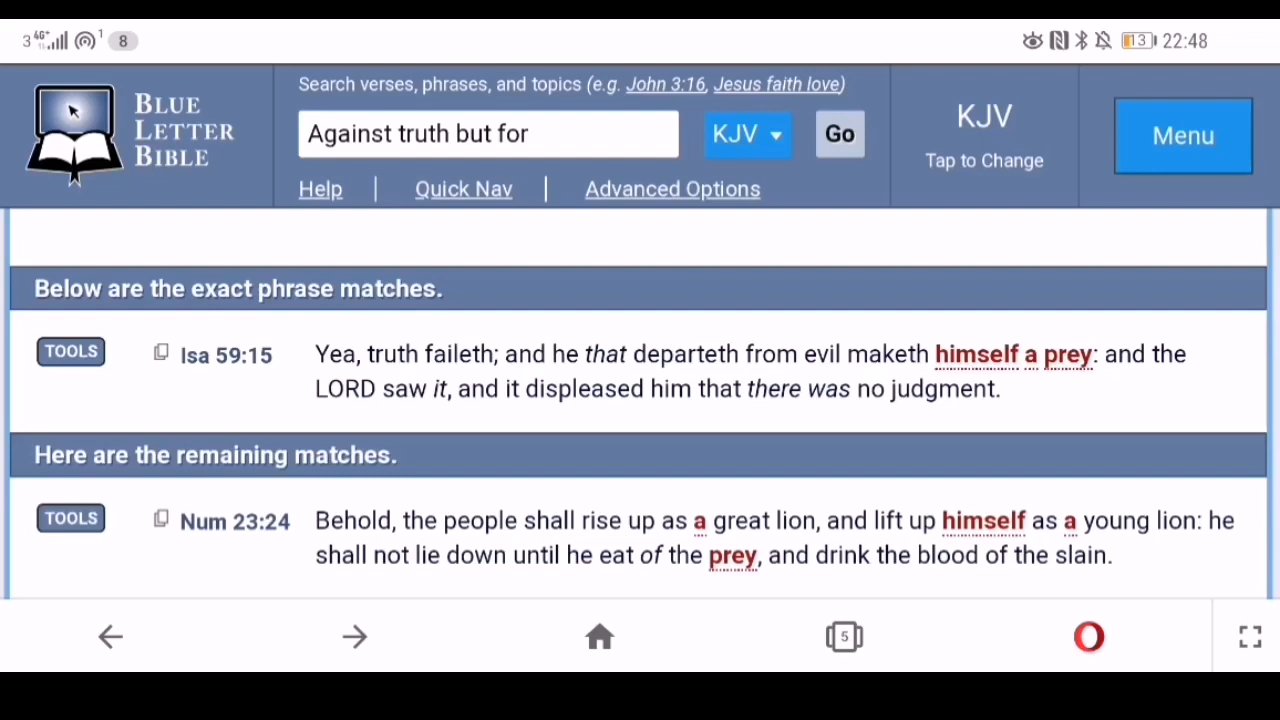 3 4G+ 1 8 13 22:48
BLUE
LETTER
BIBLE
Search verses, phrases, and topics (e.g. John 3:16, Jesus faith love)
Against truth but for KJV Go
Help | Quick Nav | Advanced Options
KJV
Tap to Change
Menu
Below are the exact phrase matches.
TOOLS Isa 59:15 Yea, truth faileth; and he that departeth from evil maketh himself a prey: and the
LORD saw it, and it displeased him that there was no judgment.
Here are the remaining matches.
TOOLS Num 23:24 Behold, the people shall rise up as a great lion, and lift up himself as a young lion: he
shall not lie down until he eat of the prey, and drink the blood of the slain.
5